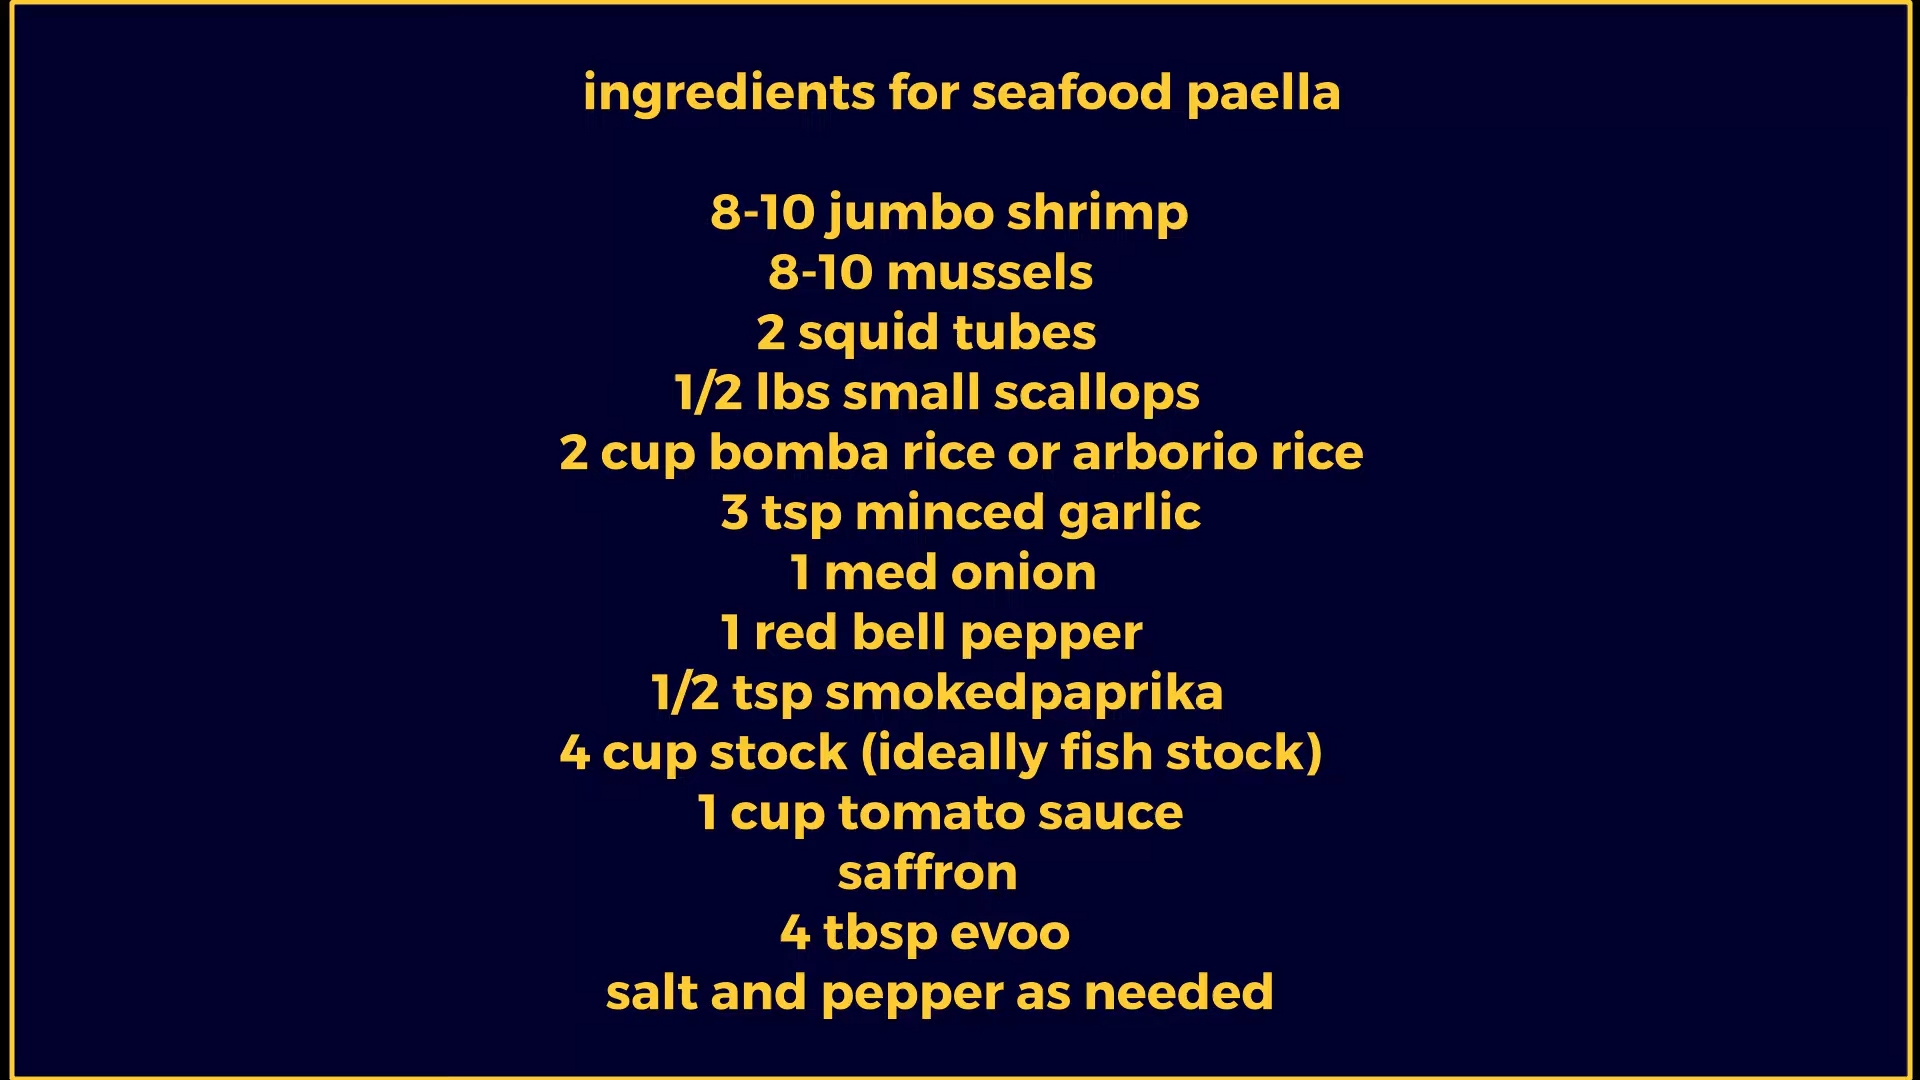 ingredients for seafood paella
8-10 jumbo shrimp
8-10 mussels
2 squid tubes
1/2 lbs small scallops
2 cup bomba rice or arborio rice
3 tsp minced garlic
1 med onion
1 red bell pepper
1/2 tsp smokedpaprika
4 cup stock (ideally fish stock)
1 cup tomato sauce
saffron
4 tbsp evoo
salt and pepper as needed